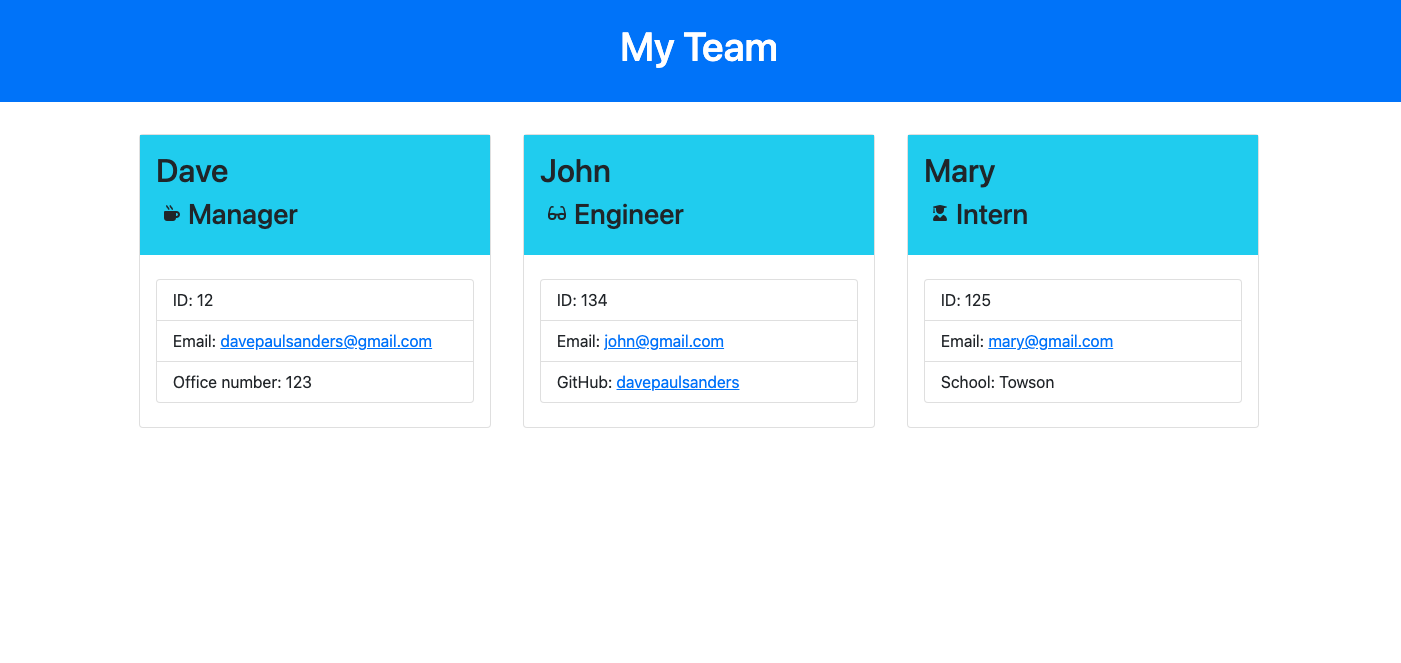 My Team
Dave
Manager
ID: 12
Email: davepaulsanders@gmail.com
Office number: 123
John
Engineer
ID: 134
Email: john@gmail.com
GitHub: davepaulsanders
Mary
Intern
ID: 125
Email: mary@gmail.com
School: Towson